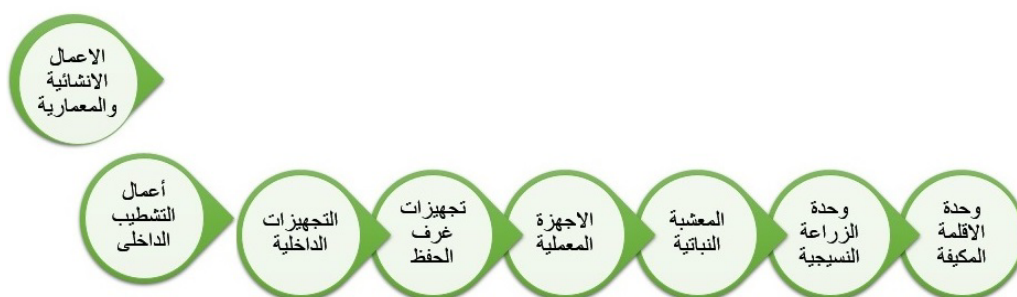 الاعمال
الانشائية
والمعمارية
أعمال
التشطيب
الداخلى
التجهيزات
الداخلية
تجهيزات
غرف
الحفظ
الاجهزة
المعملية
المعشبة
النباتية
وحدة
الزراعة
النسيجية
وحدة
الاقلمة
المكيفة